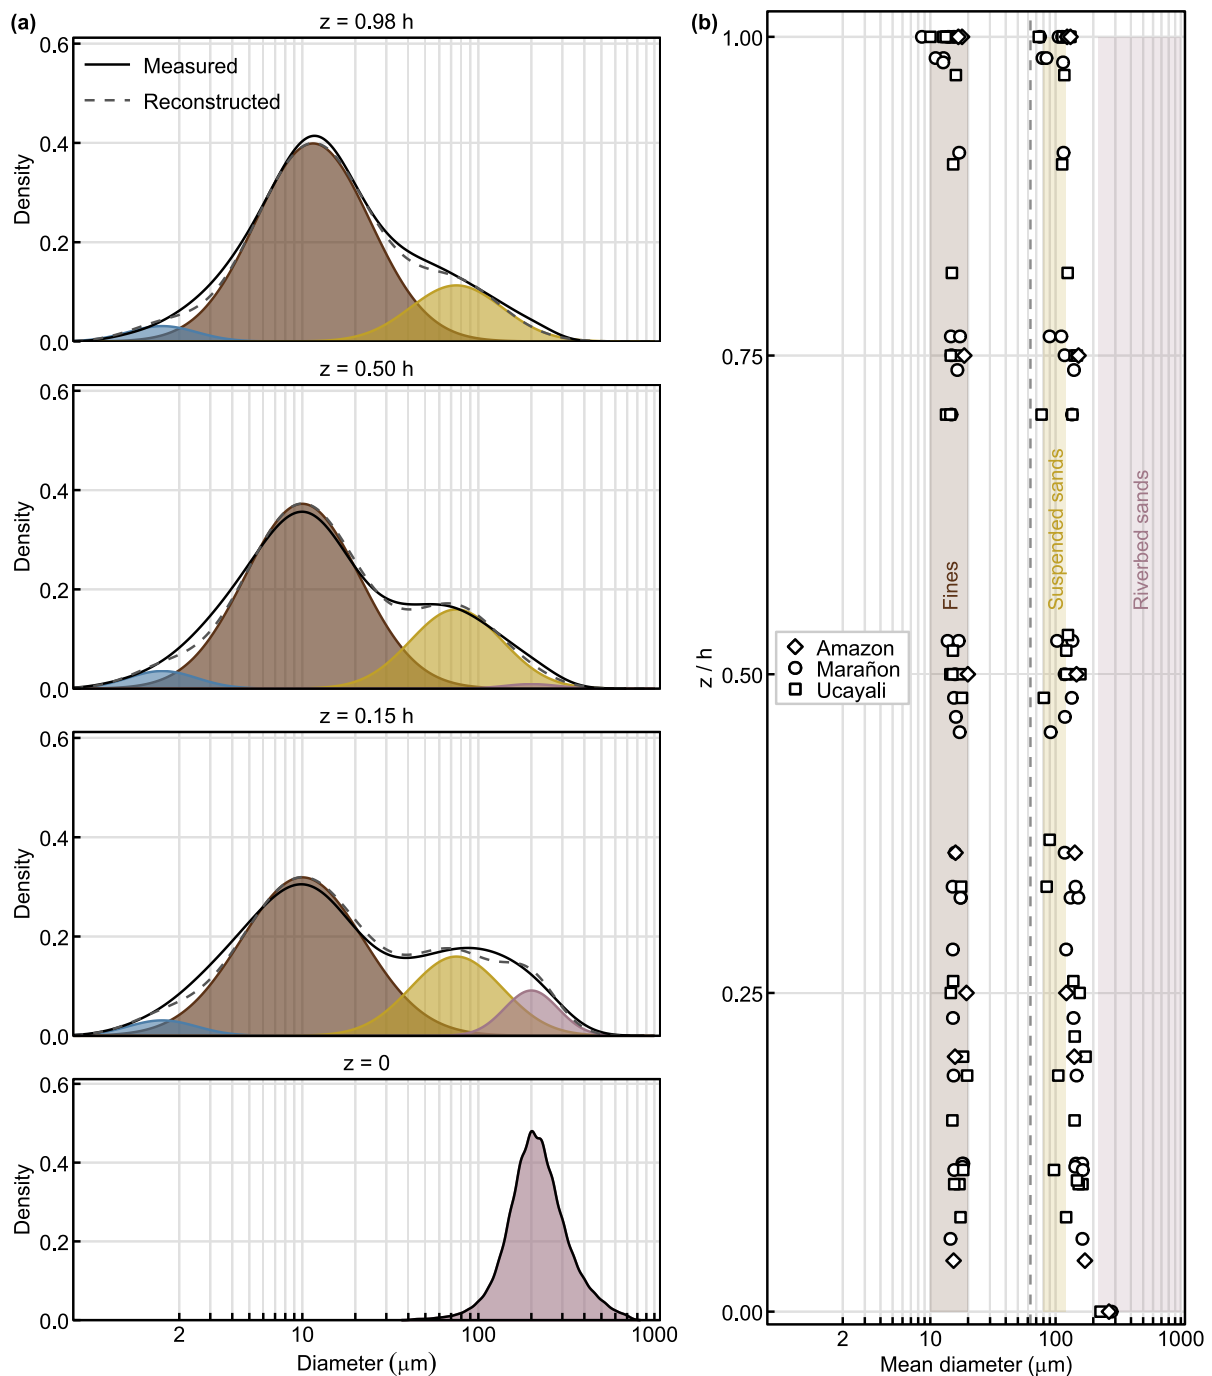 (a)
z = 0.98 h
0.6
0.4
0.2
0.0
Density
Measured
Reconstructed
z = 0.50 h
0.6
0.4
0.2
0.0
Density
z = 0.15 h
0.6
0.4
0.2
0.0
Density
z = 0
0.6
0.4
0.2
0.0
Density
2
10
100
1000
Diameter (μm)
(b)
1.00
0.75
0.50
0.25
0.00
z / h
Fines
Suspended sands
Riverbed sands
Amazon
Marañon
Ucayali
2
10
100
1000
Mean diameter (μm)